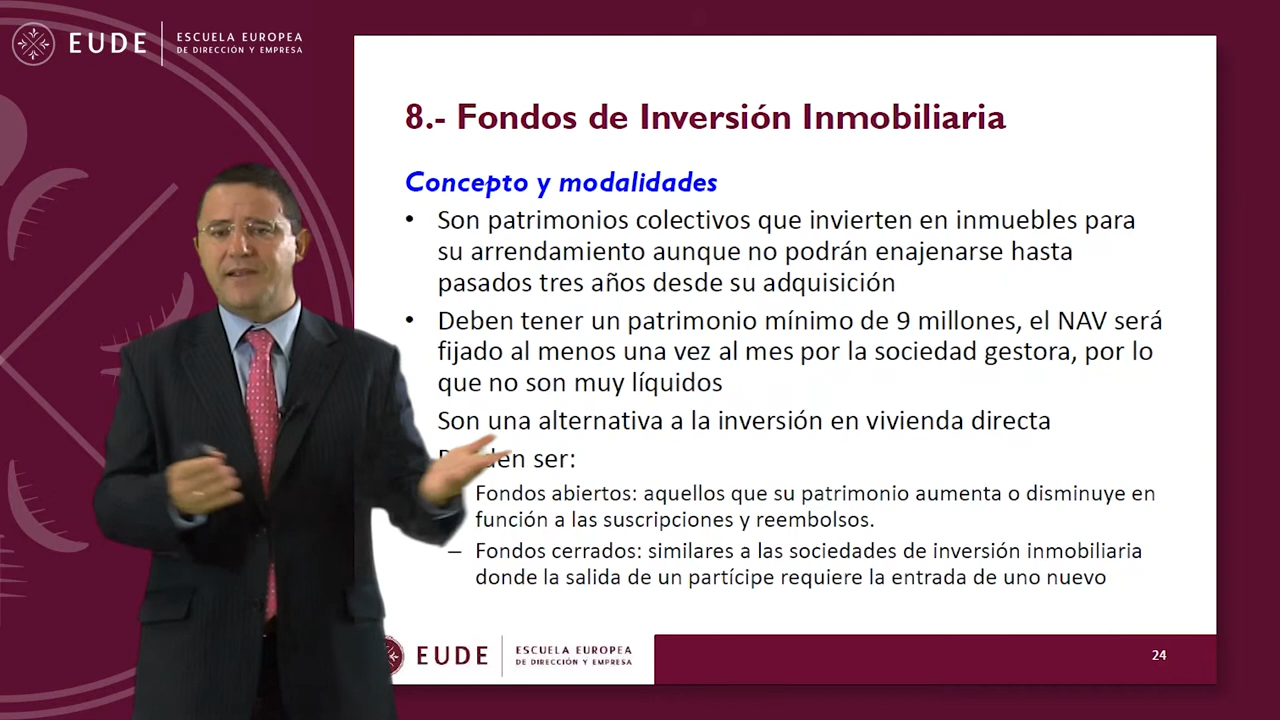 EUDE
ESCUELA EUROPEA
DE DIRECCIÓN Y EMPRESA
8.- Fondos de Inversión Inmobiliaria
Concepto y modalidades
• Son patrimonios colectivos que invierten en inmuebles para
su arrendamiento aunque no podrán enajenarse hasta
pasados tres años desde su adquisición
• Deben tener un patrimonio mínimo de 9 millones, el NAV será
fijado al menos una vez al mes por la sociedad gestora, por lo
que no son muy líquidos
Son una alternativa a la inversión en vivienda directa
ser:
Fondos abiertos: aquellos que su patrimonio aumenta o disminuye en
función a las suscripciones y reembolsos.
– Fondos cerrados: similares a las sociedades de inversión inmobiliaria
donde la salida de un partícipe requiere la entrada de uno nuevo
EUDE
ESCUELA EUROPEA
DE DIRECCIÓN Y EMPRESA
24